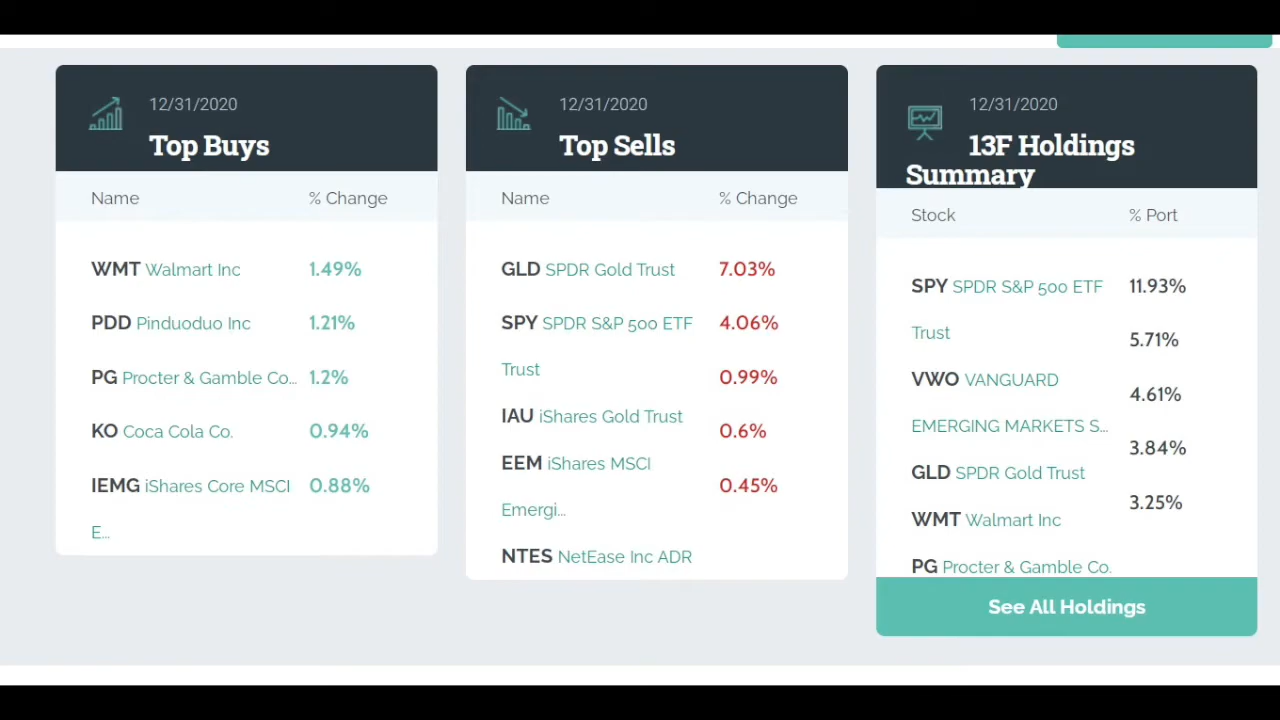 12/31/2020
Top Buys
Name % Change
WMT Walmart Inc 1.49%
PDD Pinduoduo Inc 1.21%
PG Procter & Gamble Co... 1.2%
KO Coca Cola Co. 0.94%
IEMG iShares Core MSCI 0.88%
E...
12/31/2020
Top Sells
Name % Change
GLD SPDR Gold Trust 7.03%
SPY SPDR S&P 500 ETF 4.06%
Trust 0.99%
IAU iShares Gold Trust 0.6%
EEM iShares MSCI 0.45%
Emergi...
NTES NetEase Inc ADR
12/31/2020
13F Holdings
Summary
Stock % Port
SPY SPDR S&P 500 ETF 11.93%
Trust 5.71%
VWO VANGUARD 4.61%
EMERGING MARKETS S... 3.84%
GLD SPDR Gold Trust 3.25%
WMT Walmart Inc
PG Procter & Gamble Co.
See All Holdings